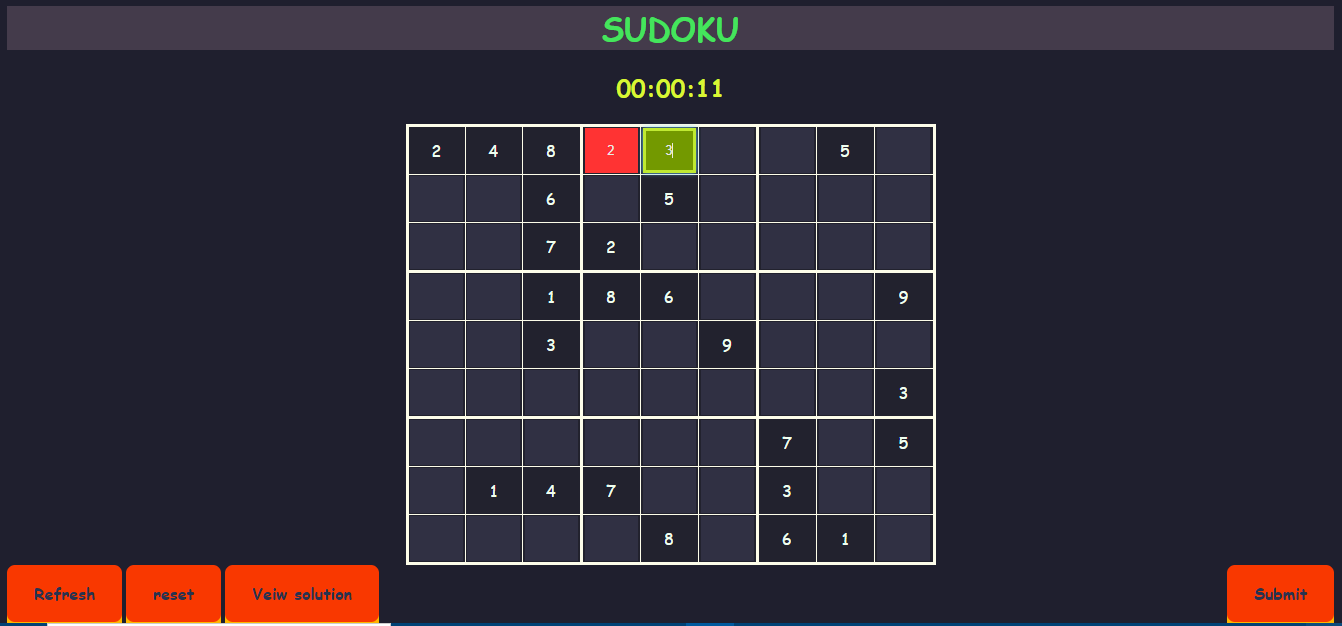 SUDOKU
00:00:11
2 4 8 2 3 5
6 5
7 2
1 8 6 9
3 9
3
7 5
1 4 7 3
8 6 1
Refresh reset Veiw solution Submit